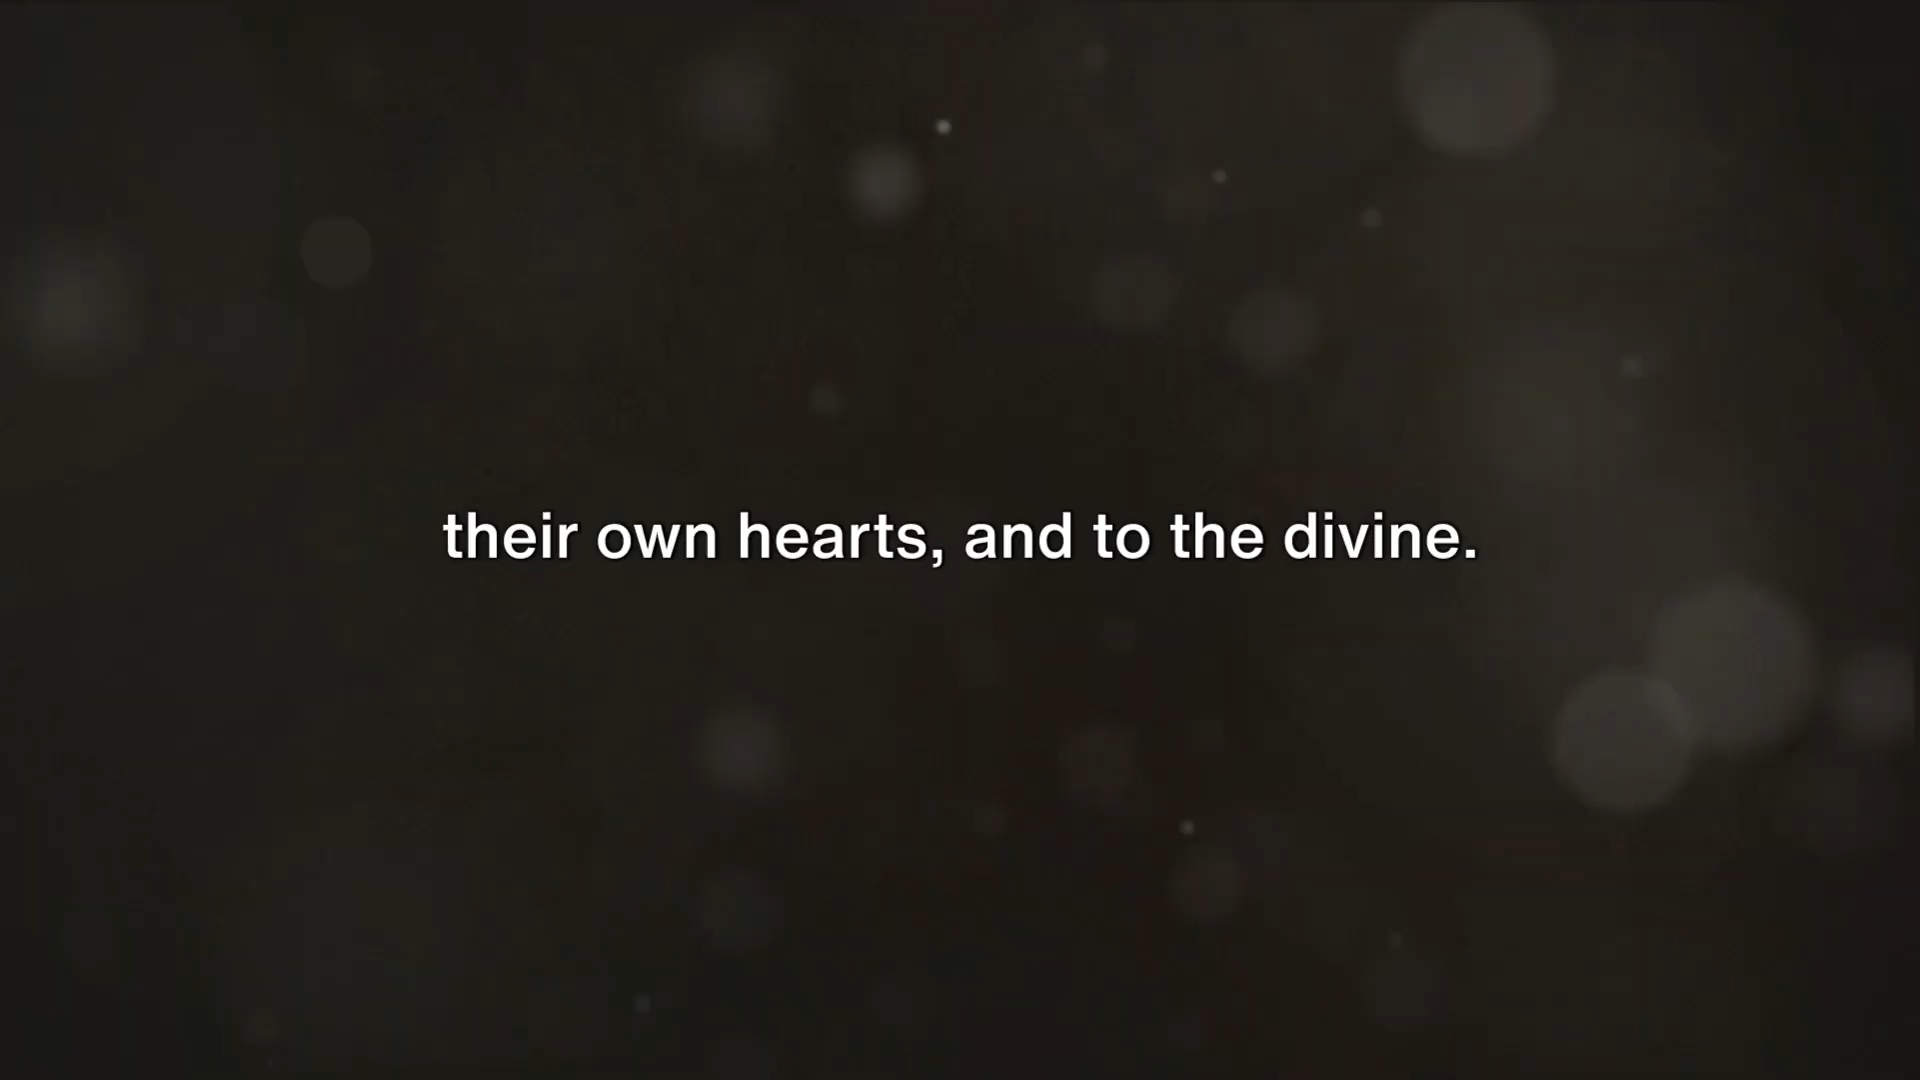 their own hearts, and to the divine.